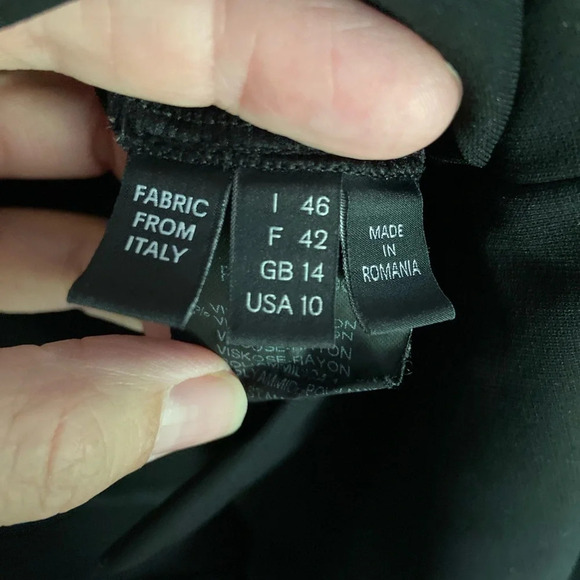 FABRIC
FROM
ITALY
I 46
F 42
GB 14
USA 10
MADE
IN
ROMANIA
VISKOSE RAYON